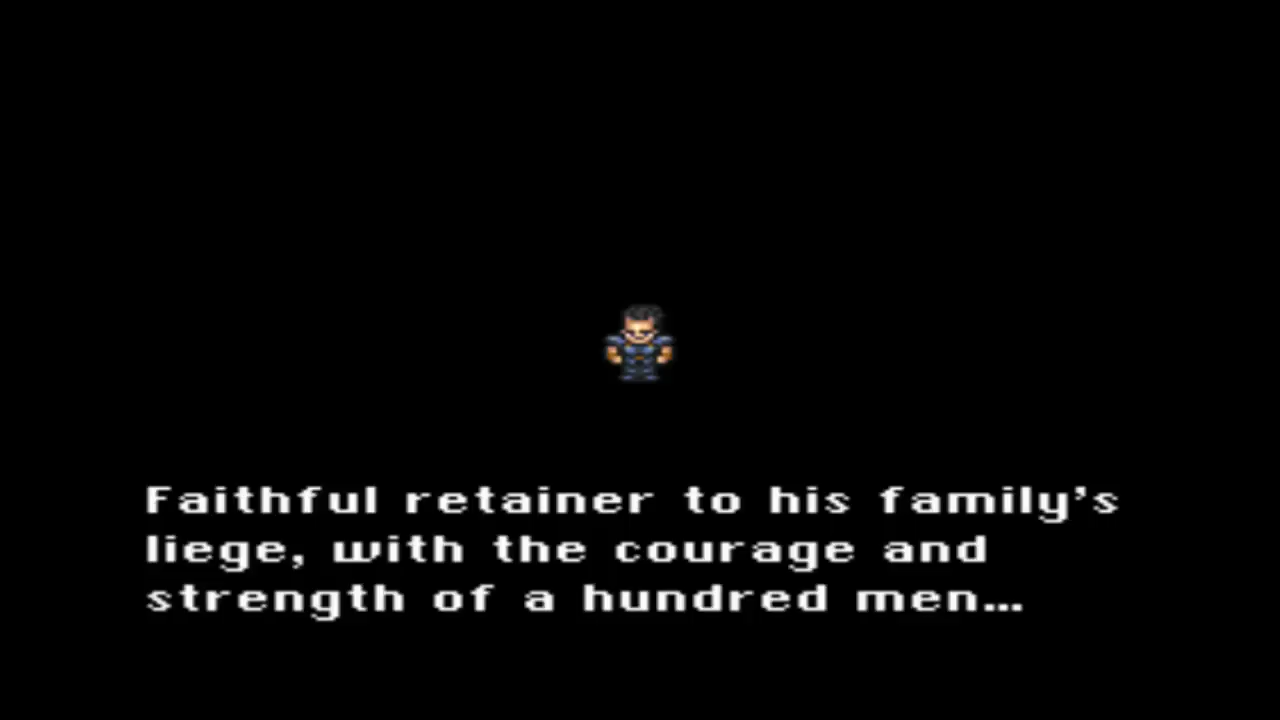 Faithful retainer to his family's
liege, with the courage and
strength of a hundred men…